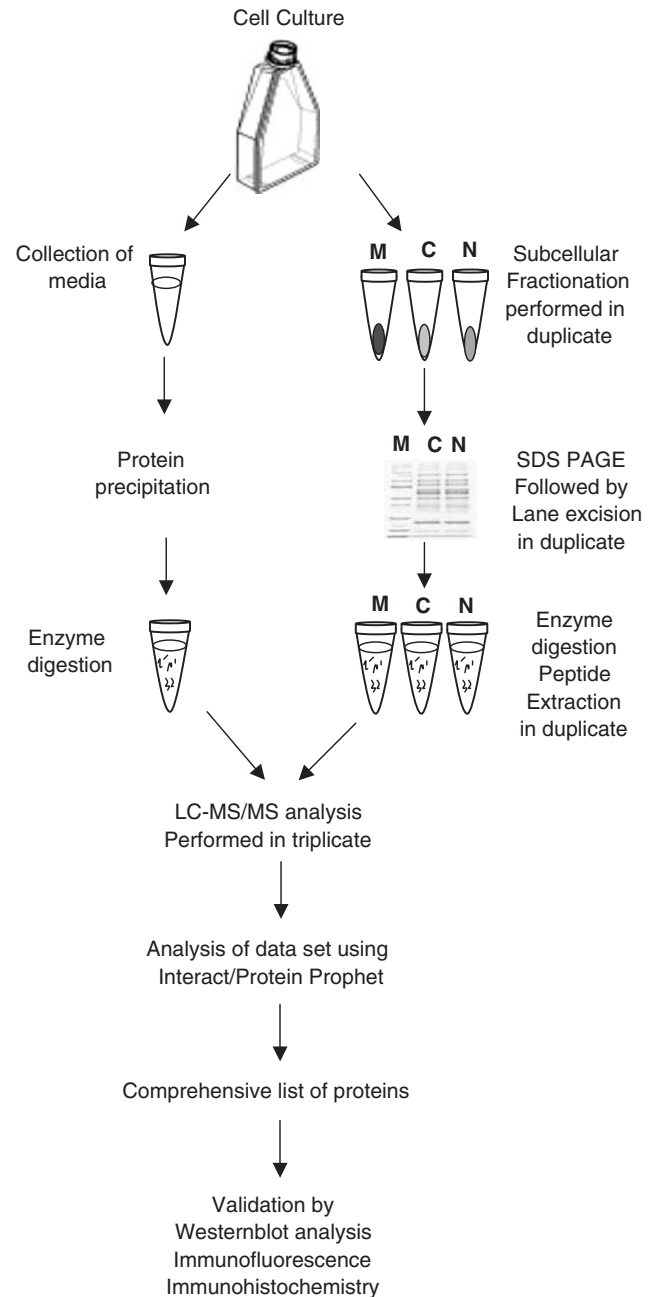 Cell Culture
Collection of
media
M C N
Subcellular
Fractionation
performed in
duplicate
Protein
precipitation
M C N
SDS PAGE
Followed by
Lane excision
in duplicate
Enzyme
digestion
M C N
Enzyme
digestion
Peptide
Extraction
in duplicate
LC-MS/MS analysis
Performed in triplicate
Analysis of data set using
Interact/Protein Prophet
Comprehensive list of proteins
Validation by
Westernblot analysis
Immunofluorescence
Immunohistochemistry